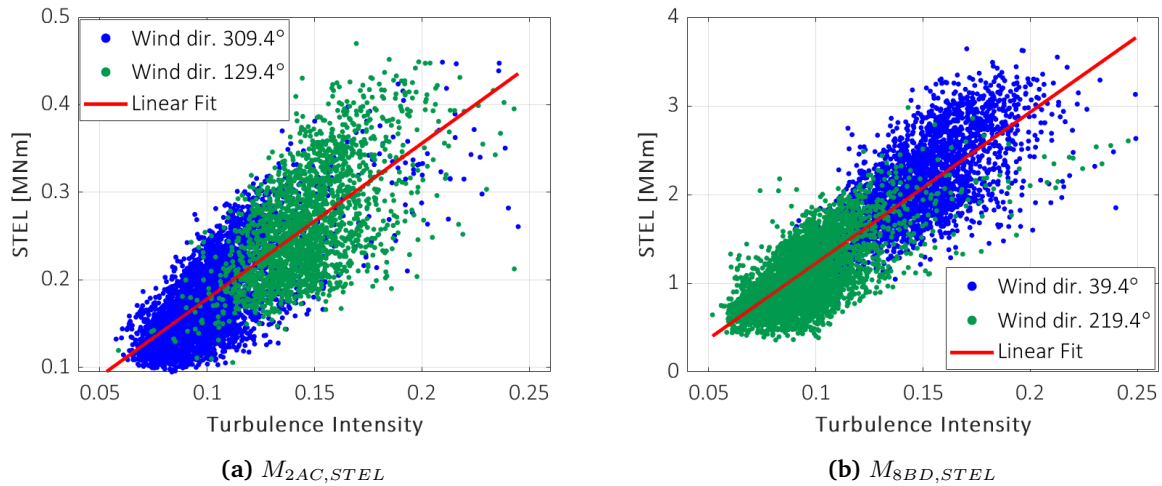 0.5
0.4
0.3
0.2
0.1
STEL [MNm]
Wind dir. 309.4°
Wind dir. 129.4°
Linear Fit
0.05 0.1 0.15 0.2 0.25
Turbulence Intensity
(a) M2AC,STEL
4
3
2
1
0
STEL [MNm]
Wind dir. 39.4°
Wind dir. 219.4°
Linear Fit
0.05 0.1 0.15 0.2 0.25
Turbulence Intensity
(b) M8BD,STEL